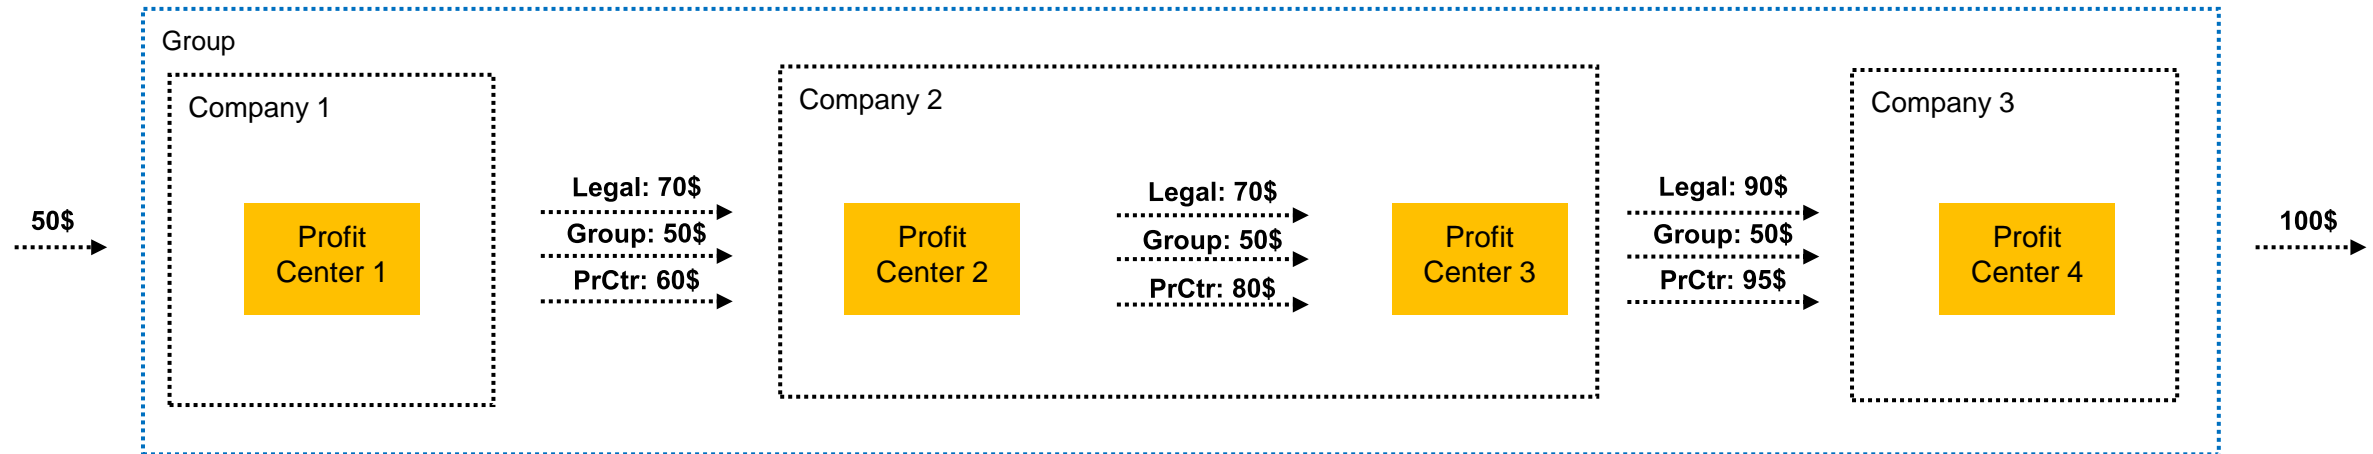 Group
Company 1
Company 2
Company 3
50$
Profit
Center 1
Legal: 70$
Group: 50$
PrCtr: 60$
Profit
Center 2
Legal: 70$
Group: 50$
PrCtr: 80$
Profit
Center 3
Legal: 90$
Group: 50$
PrCtr: 95$
Profit
Center 4
100$